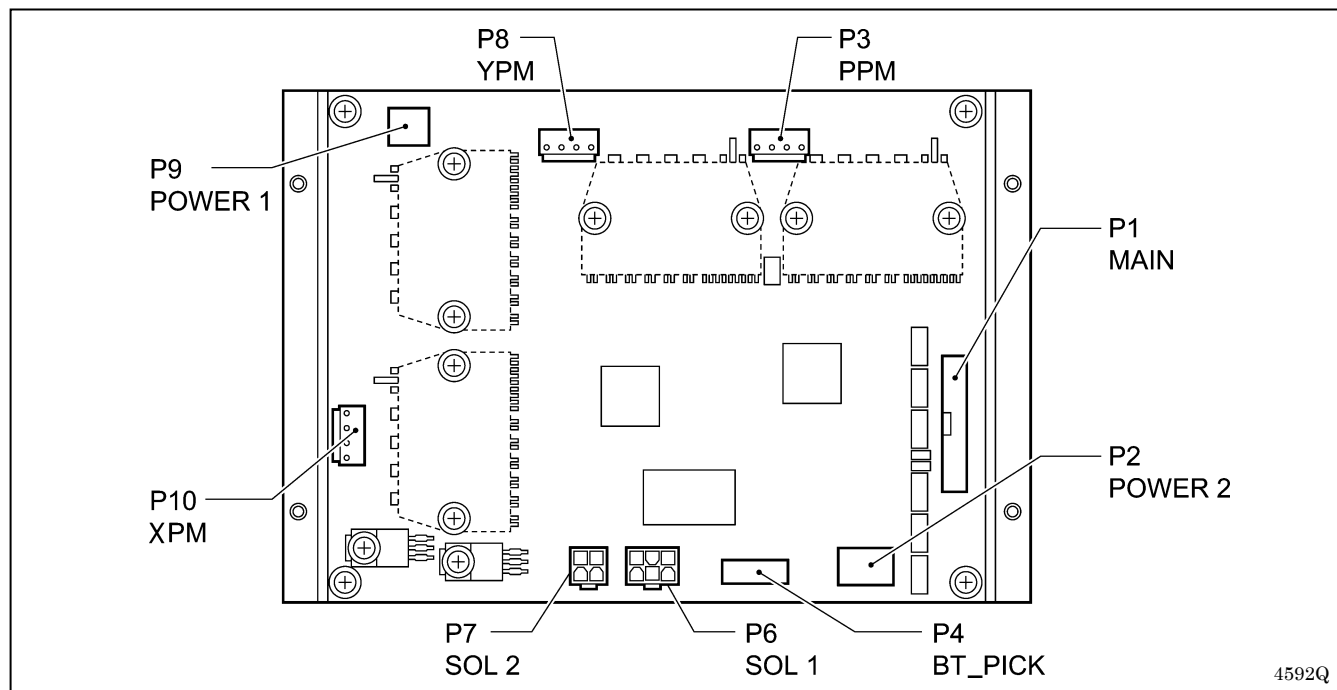 P8
YPM
P3
PPM
P9
POWER 1
P1
MAIN
P2
POWER 2
P10
XPM
P7
SOL 2
P6
SOL 1
P4
BT_PICK
4592Q